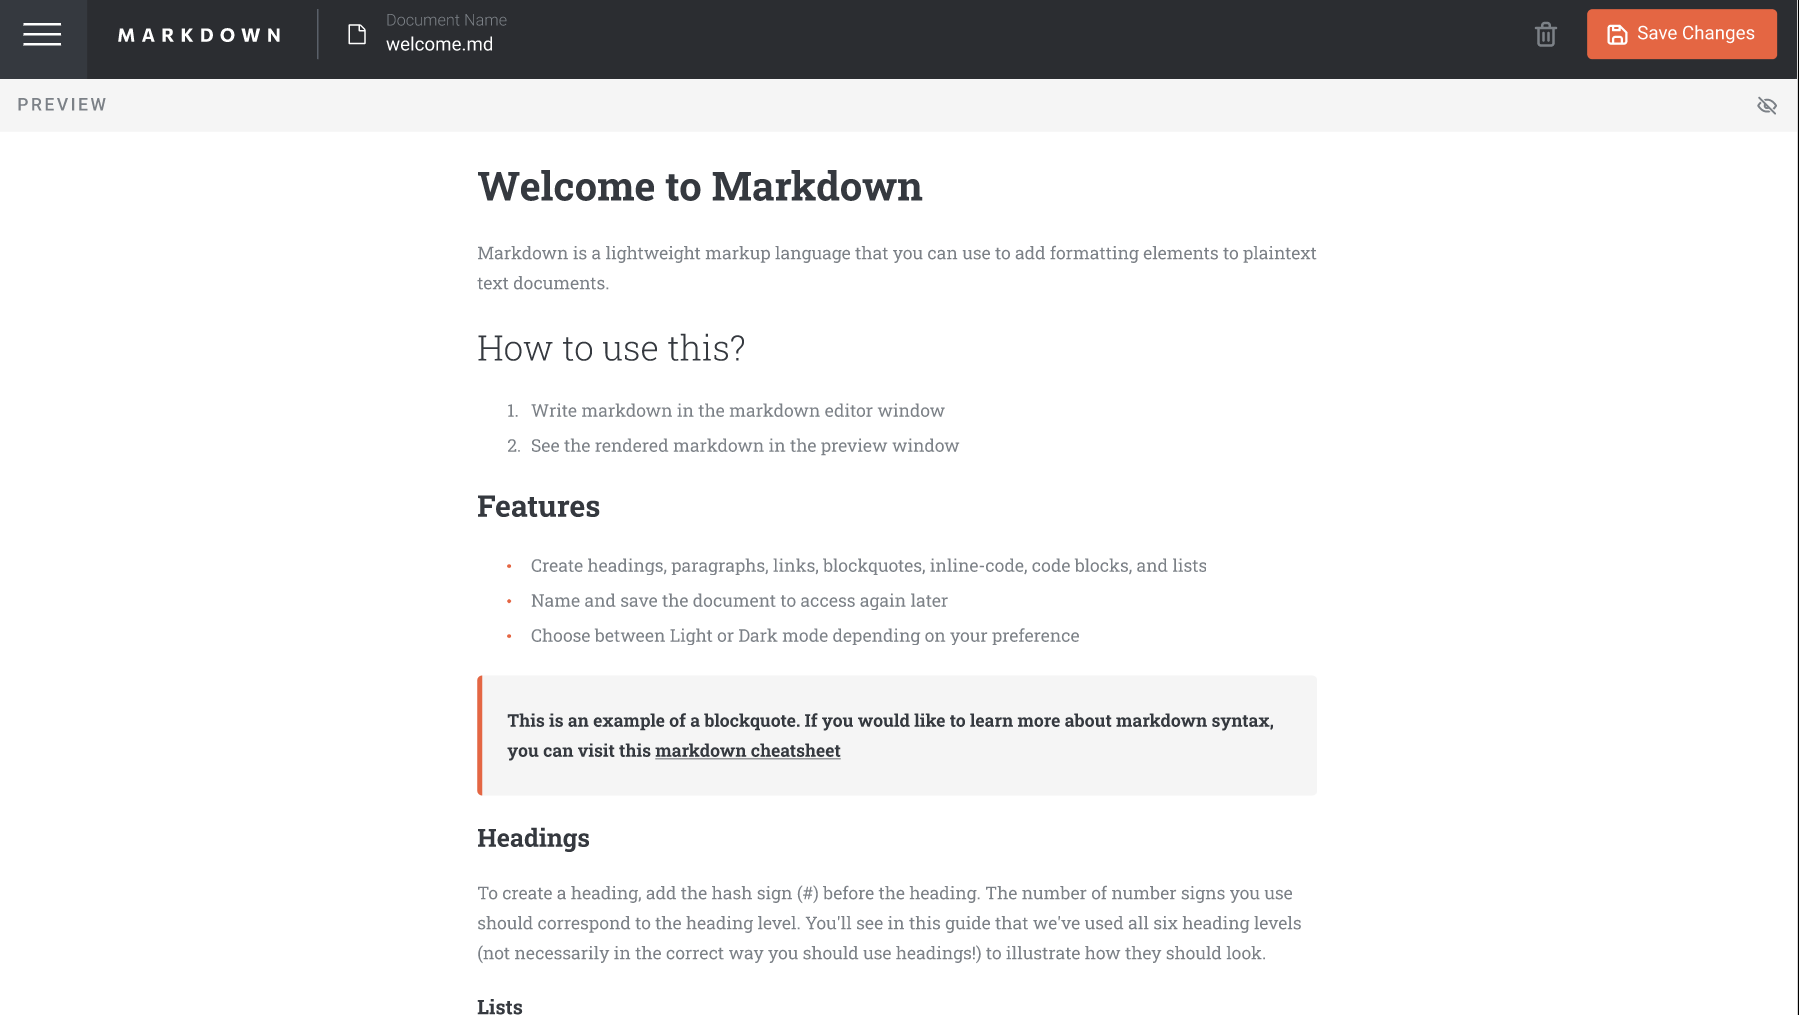 MARKDOWN
Document Name
welcome.md
Save Changes
PREVIEW
Welcome to Markdown
Markdown is a lightweight markup language that you can use to add formatting elements to plaintext
text documents.
How to use this?
1. Write markdown in the markdown editor window
2. See the rendered markdown in the preview window
Features
• Create headings, paragraphs, links, blockquotes, inline-code, code blocks, and lists
• Name and save the document to access again later
• Choose between Light or Dark mode depending on your preference
This is an example of a blockquote. If you would like to learn more about markdown syntax,
you can visit this markdown cheatsheet
Headings
To create a heading, add the hash sign (#) before the heading. The number of number signs you use
should correspond to the heading level. You'll see in this guide that we've used all six heading levels
(not necessarily in the correct way you should use headings!) to illustrate how they should look.
Lists